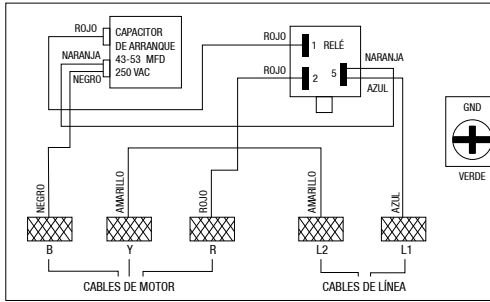 ROJO
CAPACITOR
DE ARRANQUE
43-53 MFD
250 VAC
NARANJA
NEGRO
ROJO
1 RELÉ
ROJO
2
5
NARANJA
AZUL
GND
VERDE
NEGRO
AMARILLO
ROJO
AMARILLO
AZUL
B
Y
R
L2
L1
CABLES DE MOTOR
CABLES DE LÍNEA